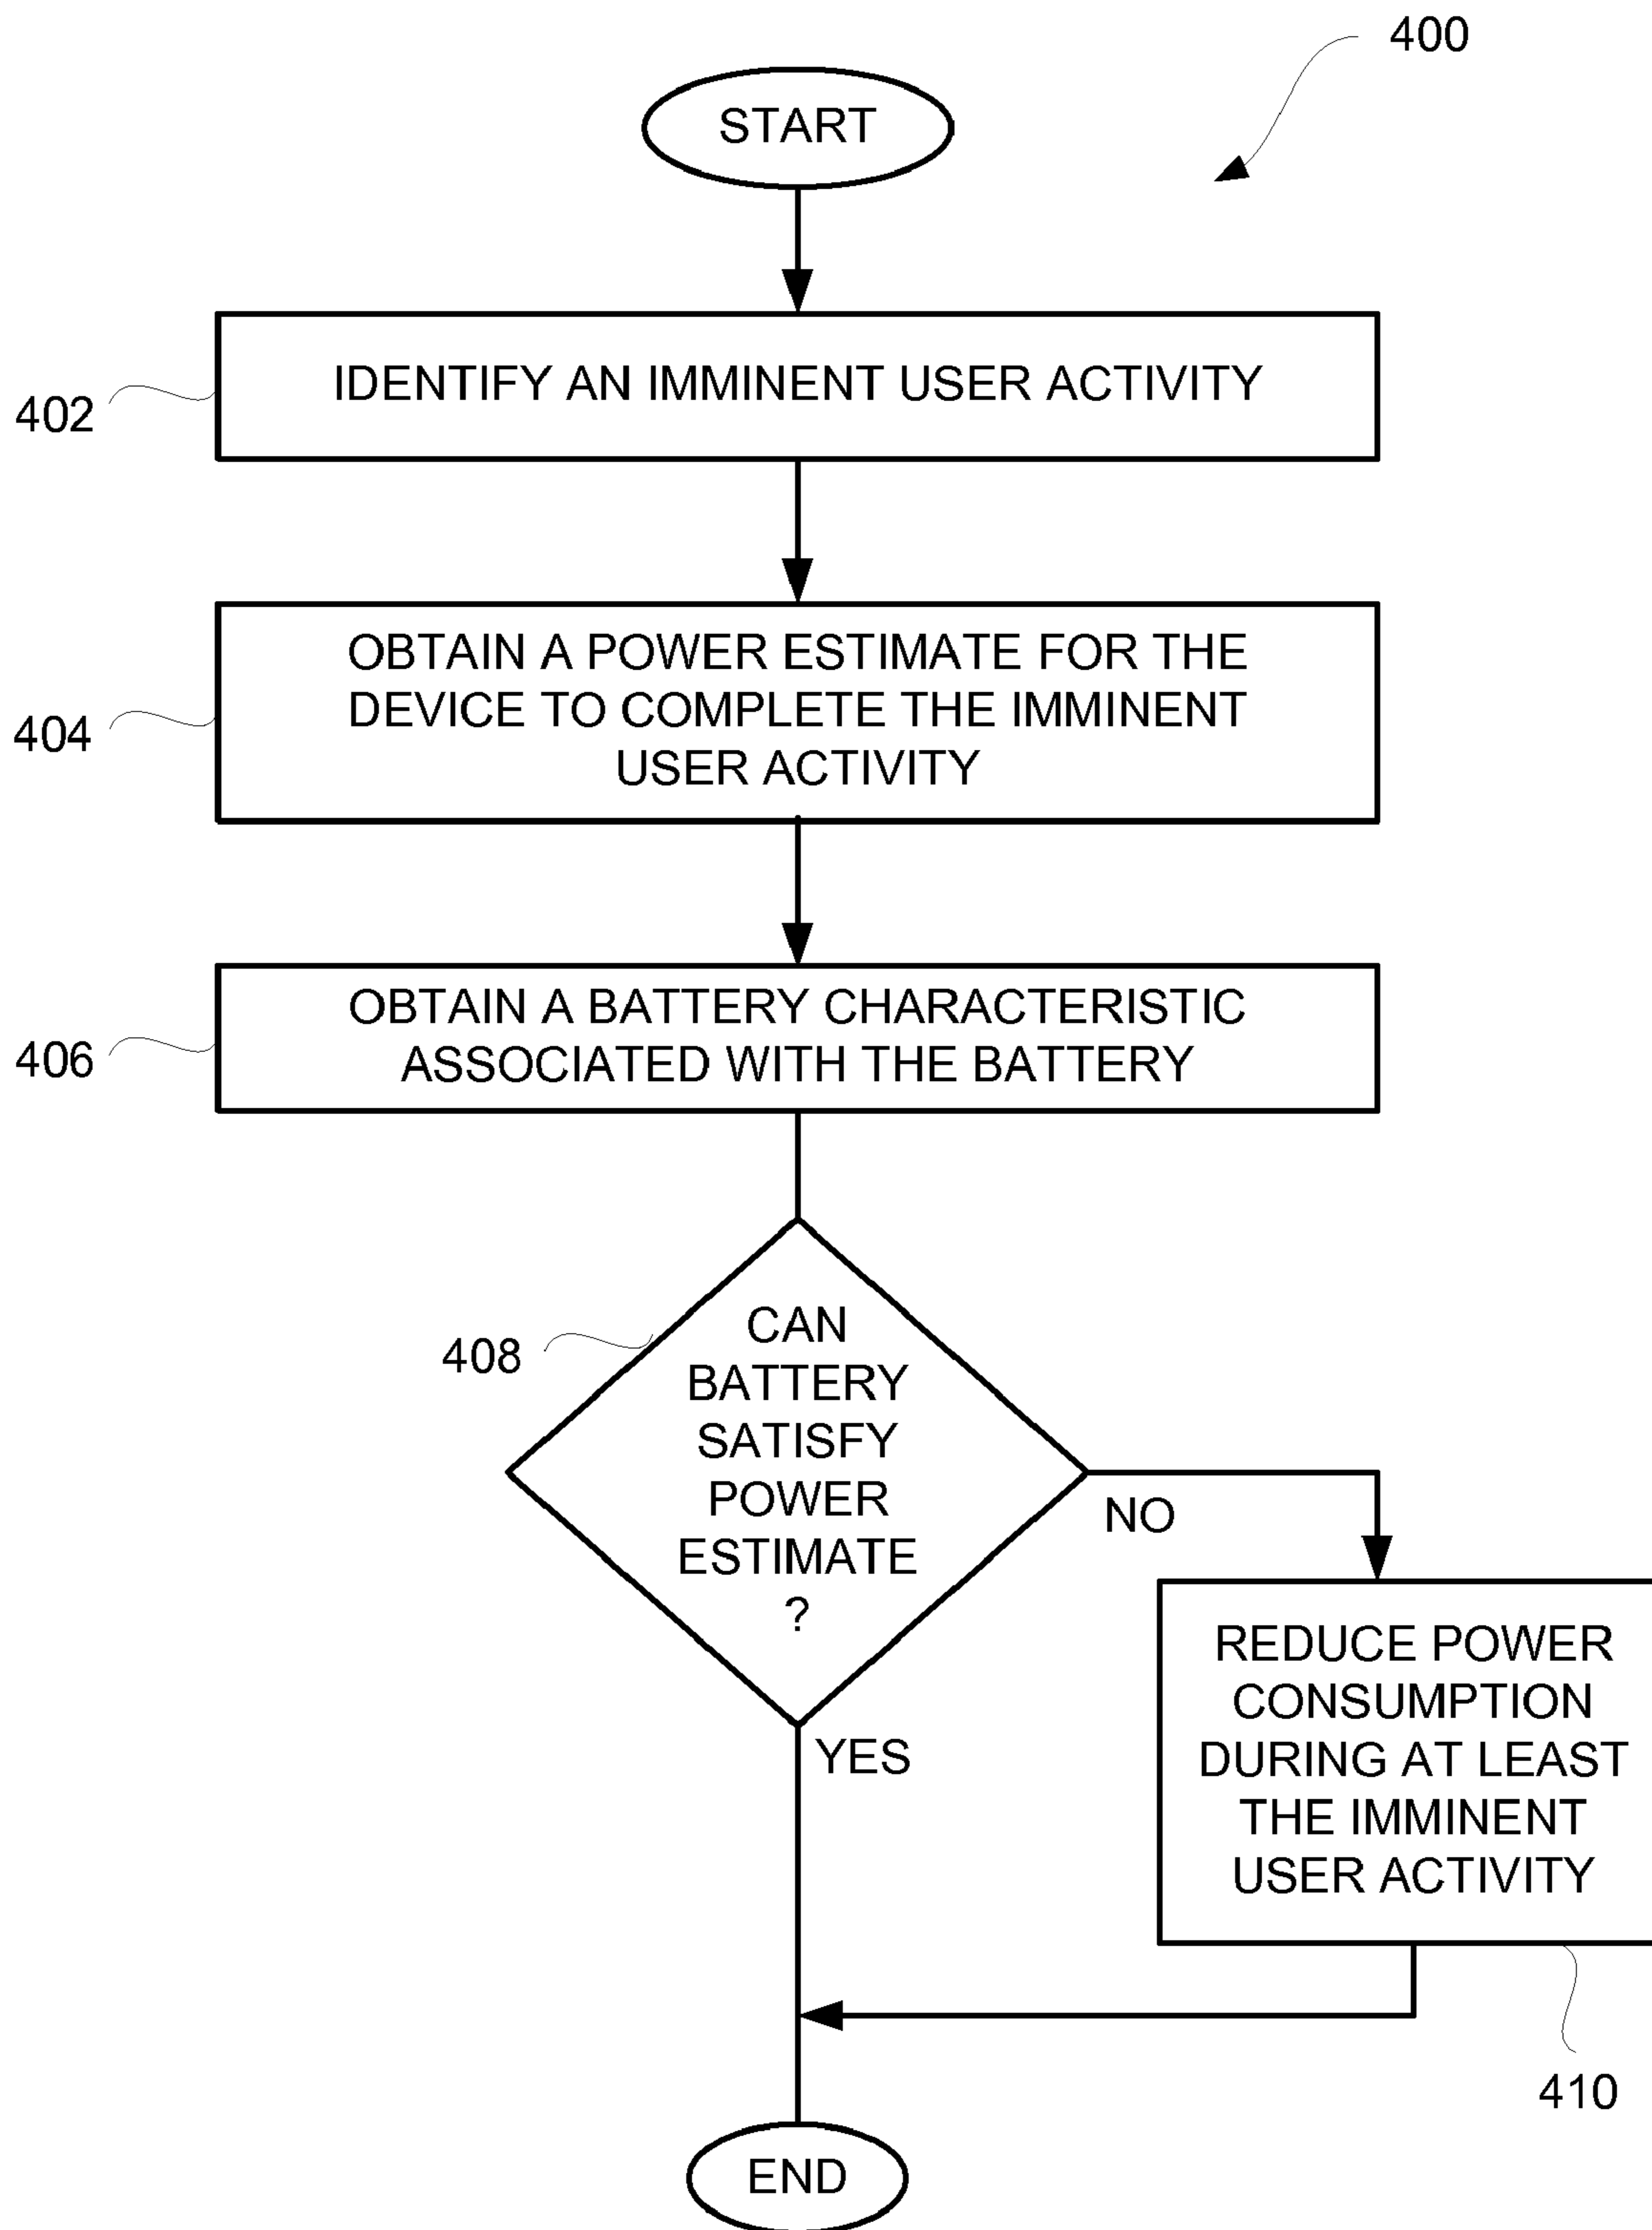 400
START
402
IDENTIFY AN IMMINENT USER ACTIVITY
404
OBTAIN A POWER ESTIMATE FOR THE
DEVICE TO COMPLETE THE IMMINENT
USER ACTIVITY
406
OBTAIN A BATTERY CHARACTERISTIC
ASSOCIATED WITH THE BATTERY
408
CAN
BATTERY
SATISFY
POWER
ESTIMATE
?
NO
YES
REDUCE POWER
CONSUMPTION
DURING AT LEAST
THE IMMINENT
USER ACTIVITY
410
END